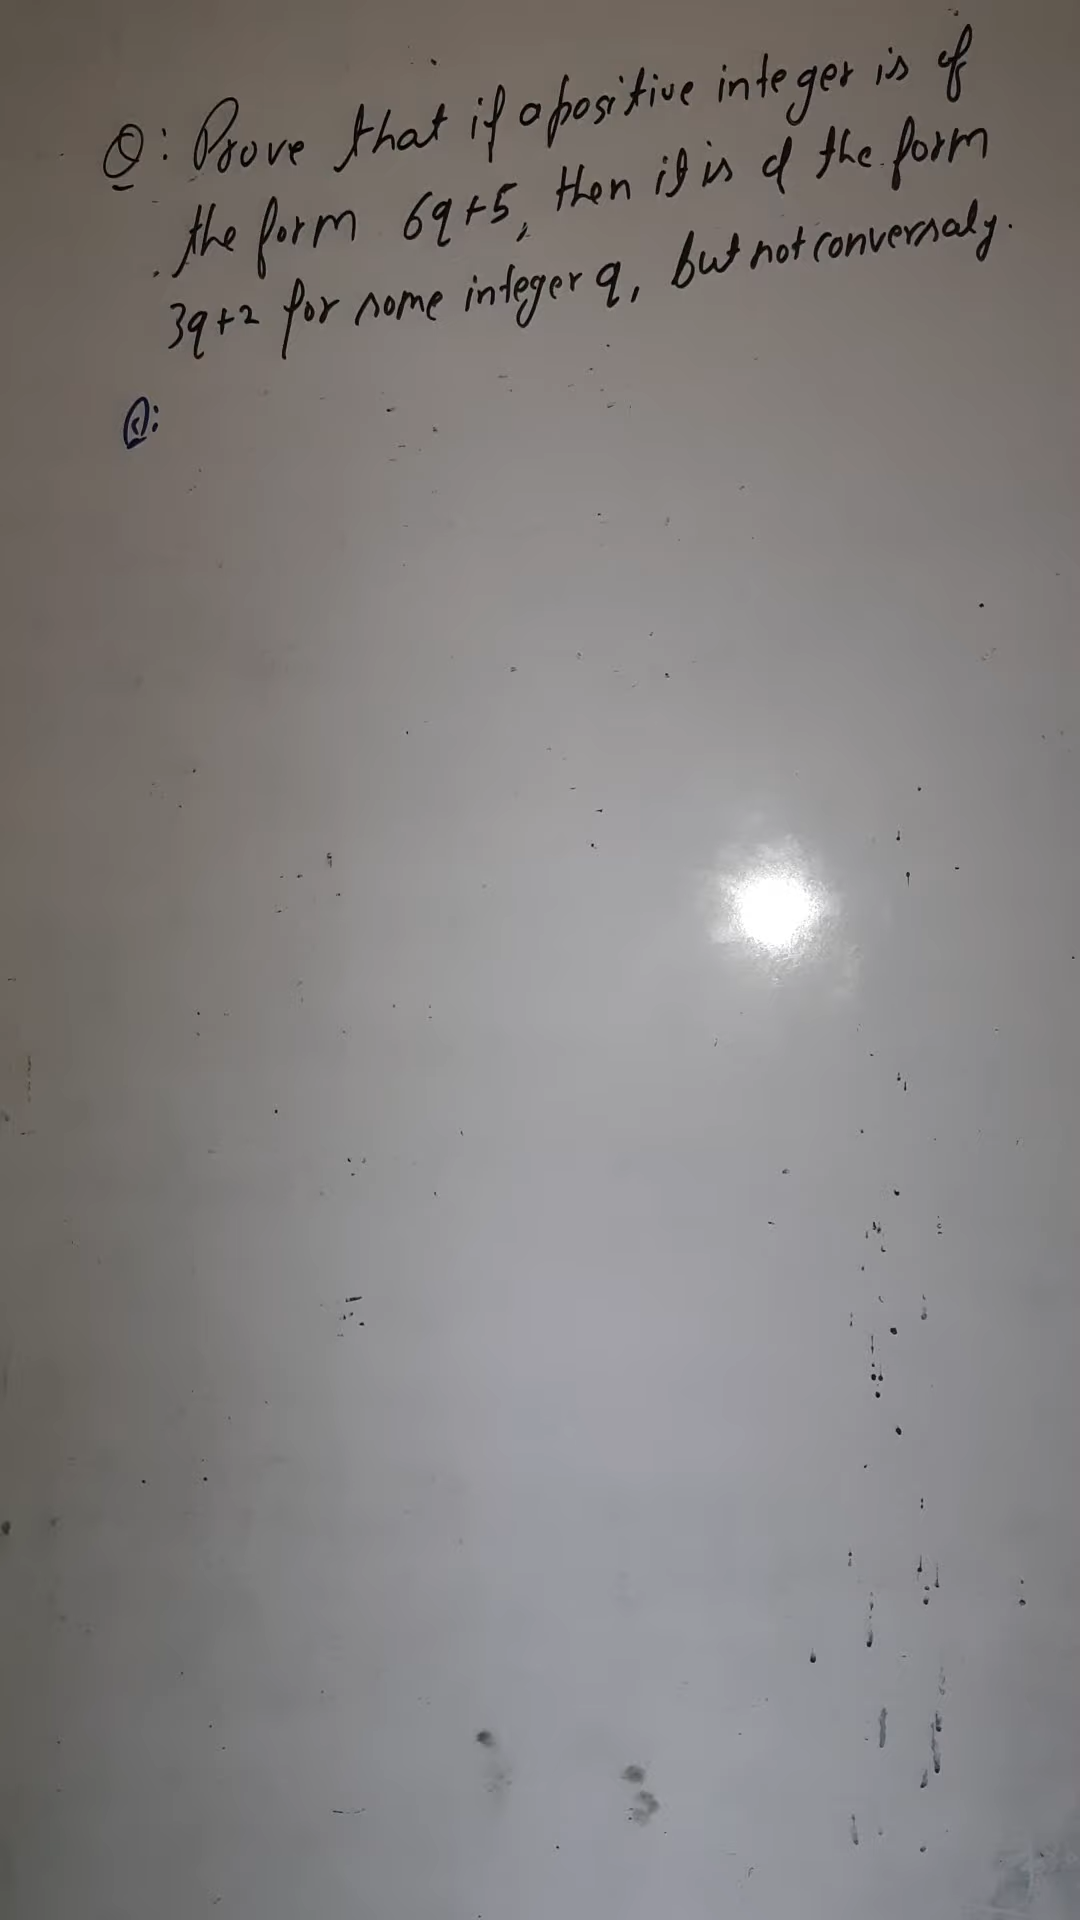 Q: Prove that if a positive integer is of
the form 6q+5, then it is of the form
3q+2 for some integer q, but not conversaly.
Q: